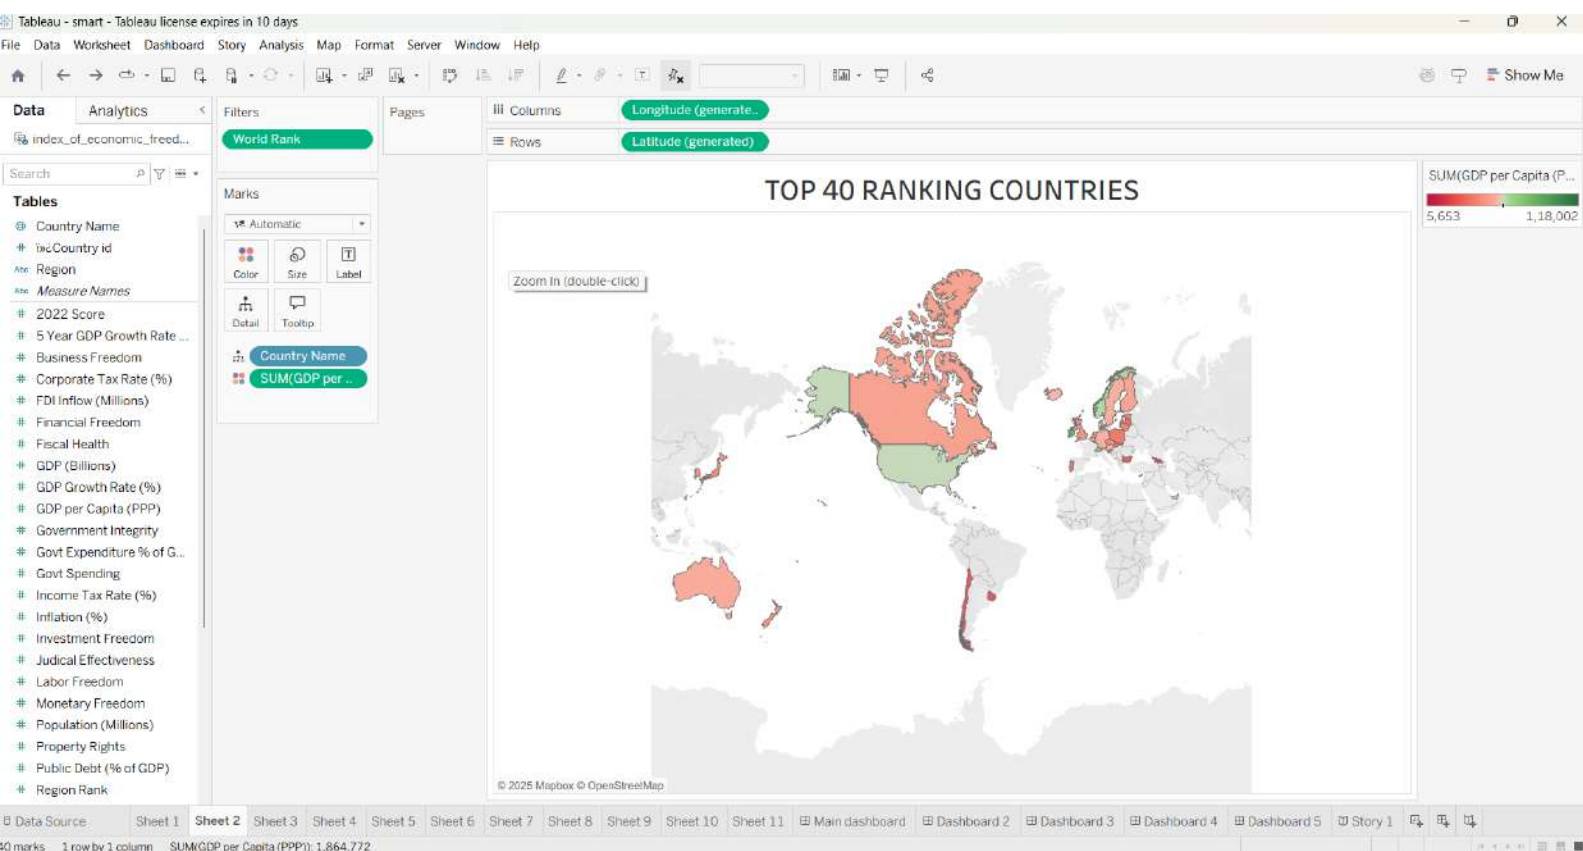 Tableau - smart - Tableau license expires in 10 days
File Data Worksheet Dashboard Story Analysis Map Format Server Window Help
Show Me
Data Analytics
index_of_economic_freed...
Search
Tables
Country Name
ï»¿Country id
Abc Region
Abc Measure Names
# 2022 Score
# 5 Year GDP Growth Rate ...
# Business Freedom
# Corporate Tax Rate (%)
# FDI Inflow (Millions)
# Financial Freedom
# Fiscal Health
# GDP (Billions)
# GDP Growth Rate (%)
# GDP per Capita (PPP)
# Government Integrity
# Govt Expenditure % of G...
# Govt Spending
# Income Tax Rate (%)
# Inflation (%)
# Investment Freedom
# Judical Effectiveness
# Labor Freedom
# Monetary Freedom
# Population (Millions)
# Property Rights
# Public Debt (% of GDP)
# Region Rank
Filters
World Rank
Marks
Automatic
Color Size Label
Detail Tooltip
Country Name
SUM(GDP per ..
Pages
Columns Longitude (generate..
Rows Latitude (generated)
TOP 40 RANKING COUNTRIES
Zoom In (double-click)
© 2025 Mapbox © OpenStreetMap
SUM(GDP per Capita (P...
5,653 1,18,002
Data Source Sheet 1 Sheet 2 Sheet 3 Sheet 4 Sheet 5 Sheet 6 Sheet 7 Sheet 8 Sheet 9 Sheet 10 Sheet 11 Main dashboard Dashboard 2 Dashboard 3 Dashboard 4 Dashboard 5 Story 1
40 marks 1 row by 1 column SUM(GDP per Capita (PPP)): 1,864,772